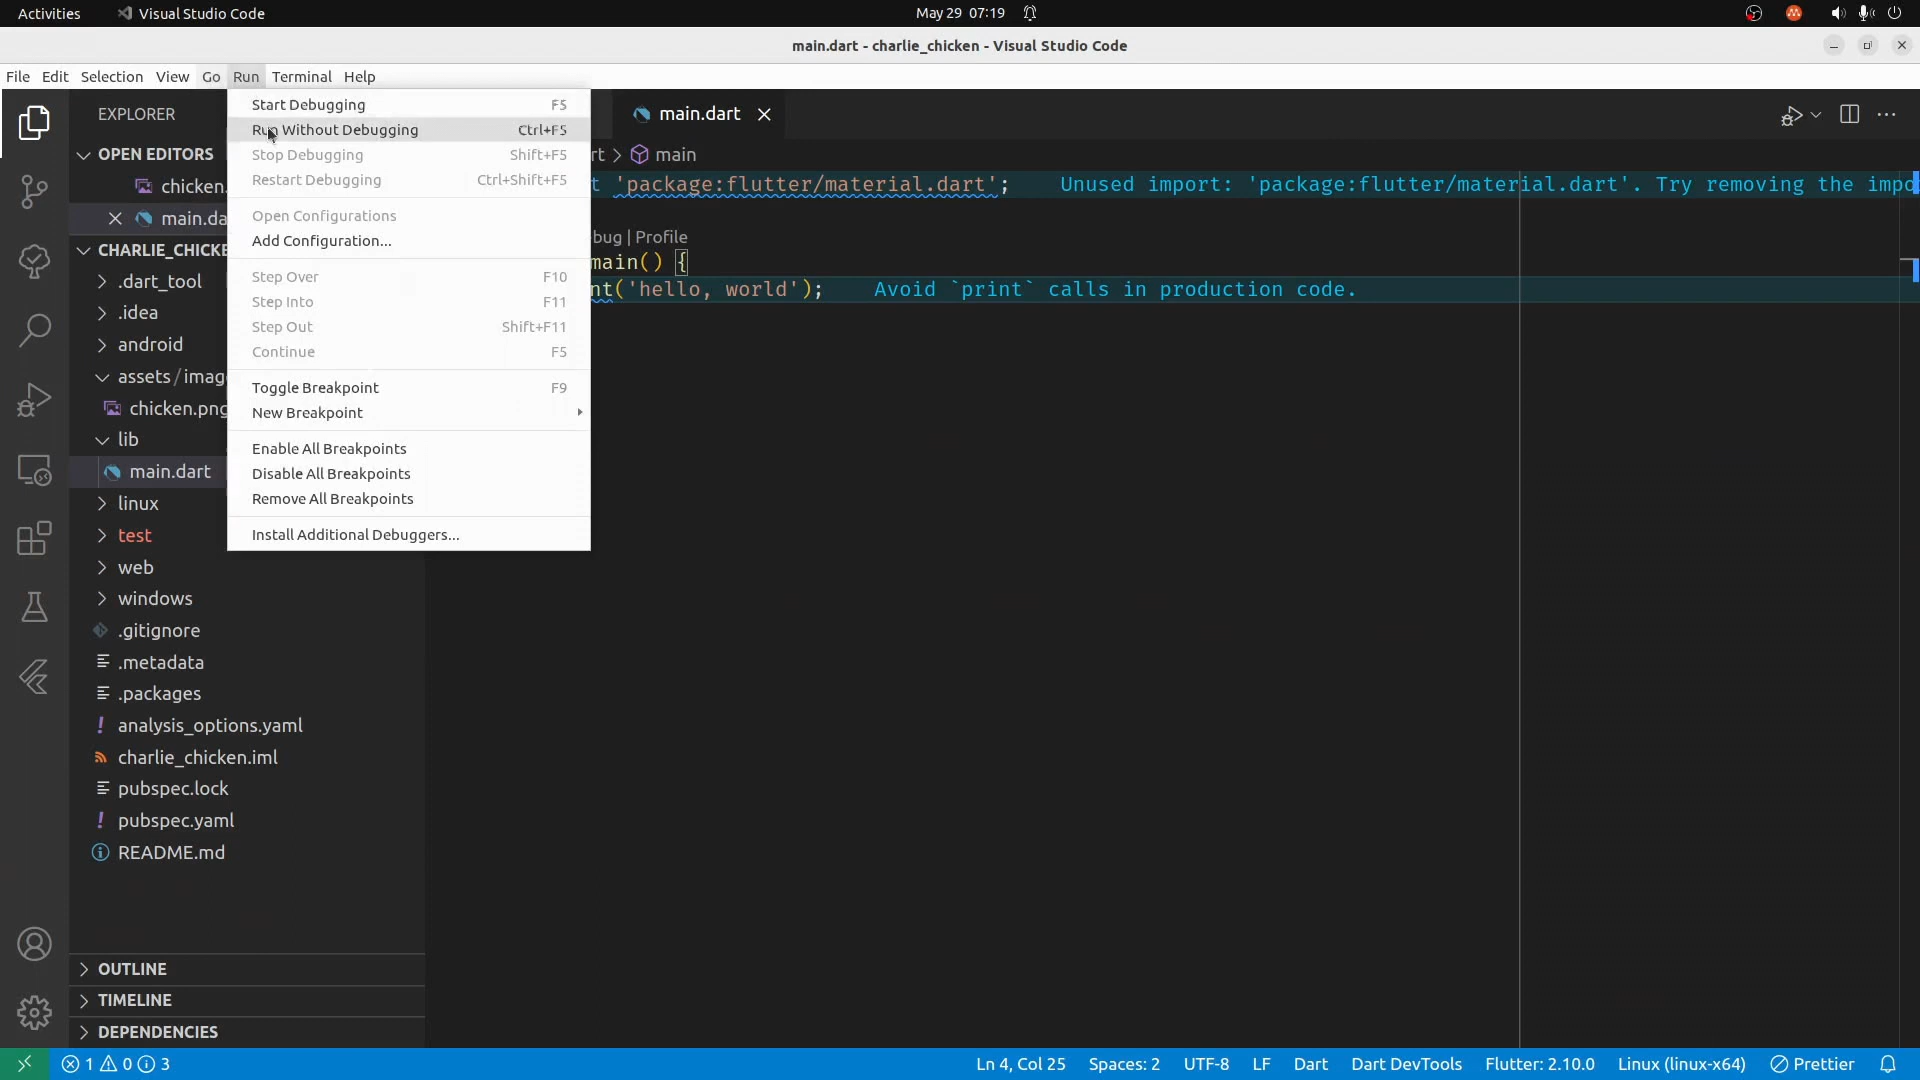 Activities Visual Studio Code May 29 07:19
main.dart - charlie_chicken - Visual Studio Code
File Edit Selection View Go Run Terminal Help
EXPLORER
OPEN EDITORS
chicken.
main.da
CHARLIE_CHICKE
.dart_tool
.idea
android
assets/imag
chicken.png
lib
main.dart
linux
test
web
windows
.gitignore
.metadata
.packages
analysis_options.yaml
charlie_chicken.iml
pubspec.lock
pubspec.yaml
README.md
OUTLINE
TIMELINE
DEPENDENCIES
Start Debugging F5
Run Without Debugging Ctrl+F5
Stop Debugging Shift+F5
Restart Debugging Ctrl+Shift+F5
Open Configurations
Add Configuration...
Step Over F10
Step Into F11
Step Out Shift+F11
Continue F5
Toggle Breakpoint F9
New Breakpoint
Enable All Breakpoints
Disable All Breakpoints
Remove All Breakpoints
Install Additional Debuggers...
main.dart
rt > main
t 'package:flutter/material.dart'; Unused import: 'package:flutter/material.dart'. Try removing the impo
bug | Profile
main() {
nt('hello, world'); Avoid `print` calls in production code.
1 0 3 Ln 4, Col 25 Spaces: 2 UTF-8 LF Dart Dart DevTools Flutter: 2.10.0 Linux (linux-x64) Prettier